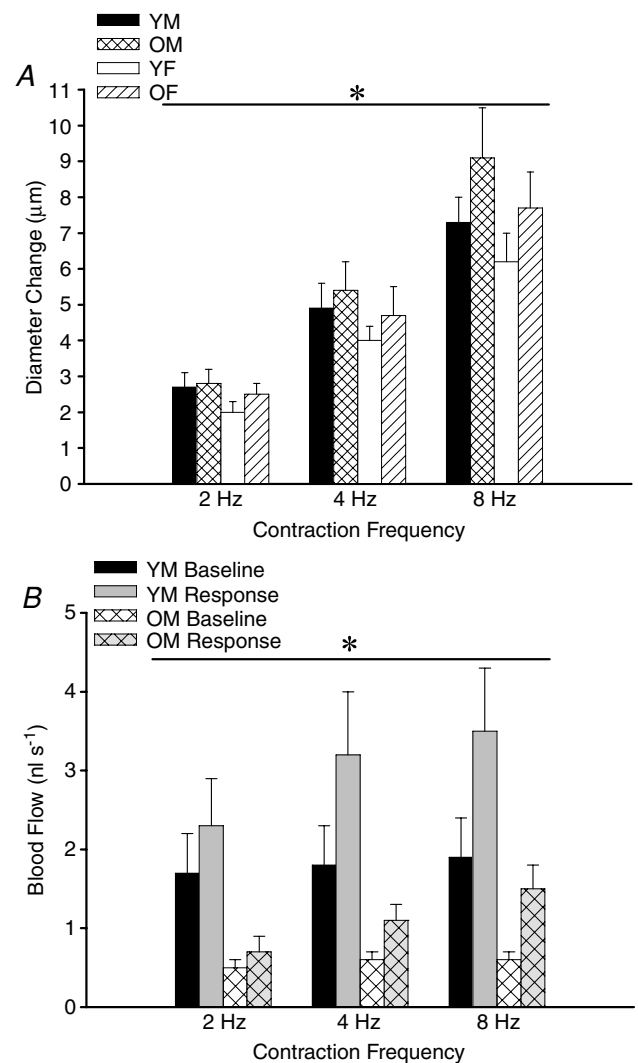 YM
OM
YF
OF
A
*
11
10
9
8
7
6
5
4
3
2
1
0
Diameter Change (μm)
2 Hz 4 Hz 8 Hz
Contraction Frequency
YM Baseline
YM Response
OM Baseline
OM Response
B
*
5
4
3
2
1
0
Blood Flow (nl s⁻¹)
2 Hz 4 Hz 8 Hz
Contraction Frequency